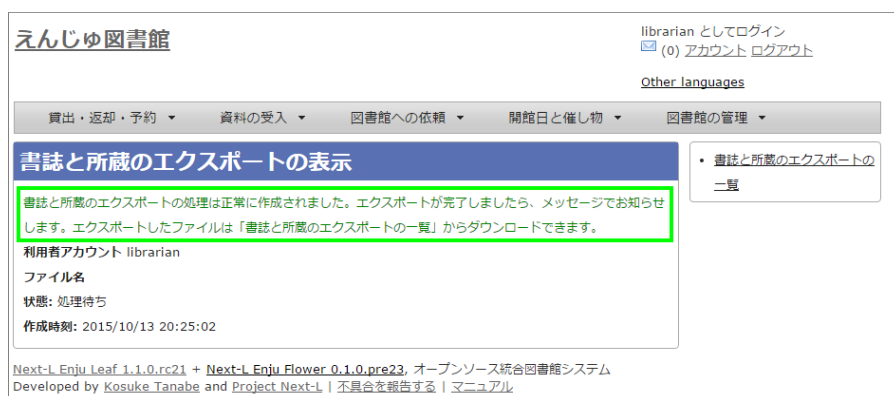 えんじゅ図書館
librarian としてログイン
(0) アカウント ログアウト
Other languages
貸出・返却・予約 ▼ 資料の受入 ▼ 図書館への依頼 ▼ 開館日と催し物 ▼ 図書館の管理 ▼
書誌と所蔵のエクスポートの表示
書誌と所蔵のエクスポートの処理は正常に作成されました。エクスポートが完了しましたら、メッセージでお知らせ
します。エクスポートしたファイルは「書誌と所蔵のエクスポートの一覧」からダウンロードできます。
利用者アカウント librarian
ファイル名
状態: 処理待ち
作成時刻: 2015/10/13 20:25:02
• 書誌と所蔵のエクスポートの
一覧
Next-L Enju Leaf 1.1.0.rc21 + Next-L Enju Flower 0.1.0.pre23, オープンソース統合図書館システム
Developed by Kosuke Tanabe and Project Next-L | 不具合を報告する | マニュアル